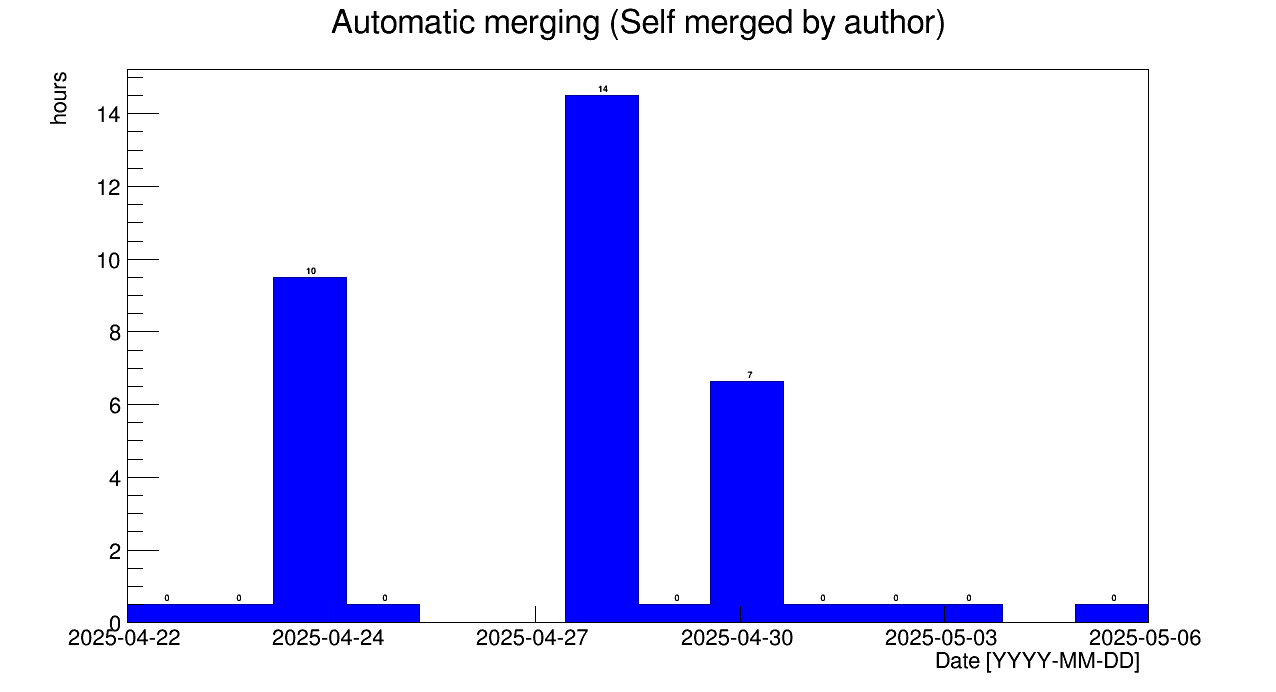 Automatic merging (Self merged by author)
hours
14
12
10
8
6
4
2
0
0 0 10 0 14 0 7 0 0 0 0
2025-04-22 2025-04-24 2025-04-27 2025-04-30 2025-05-03 2025-05-06
Date [YYYY-MM-DD]